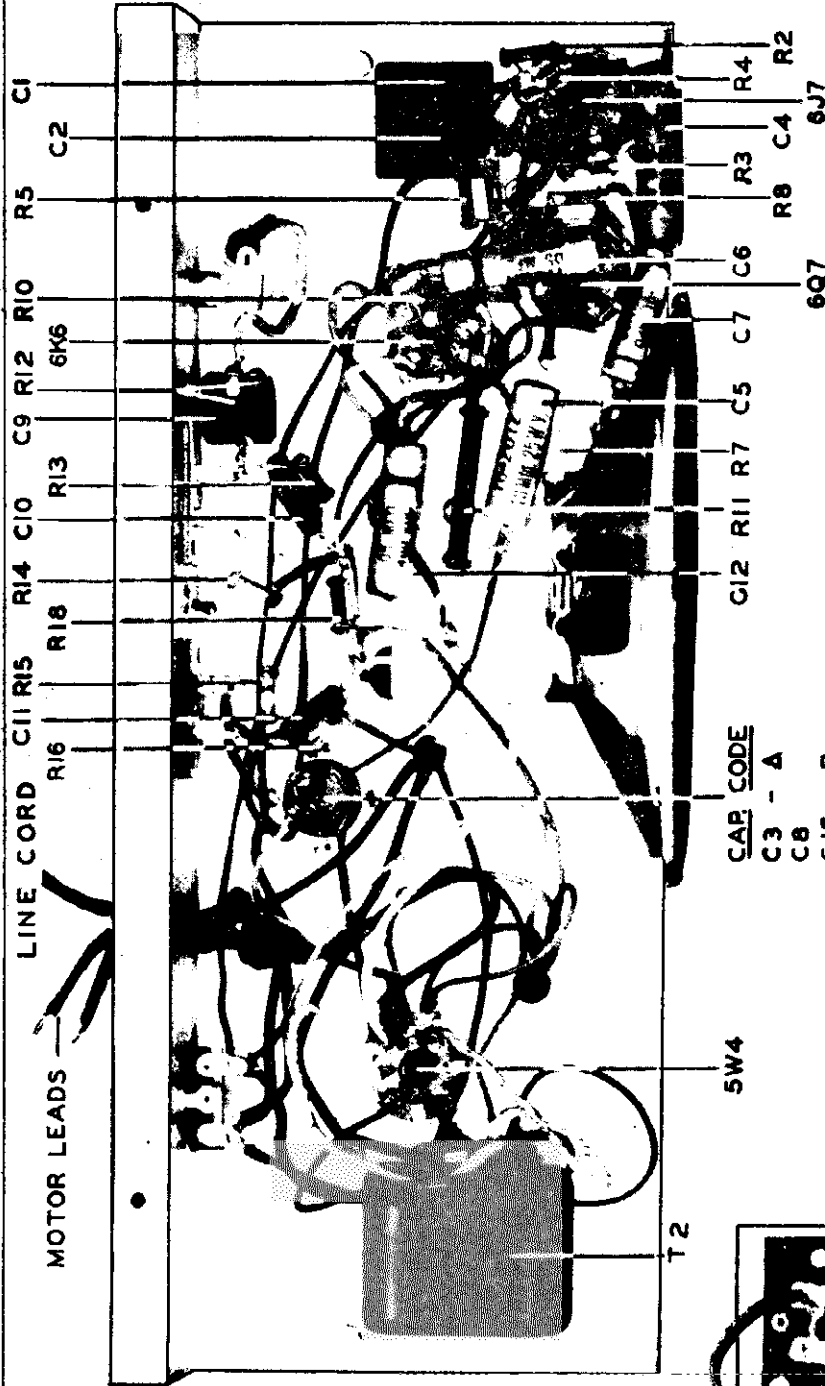 MOTOR LEADS
LINE CORD
R16
C11
R15
R18
R14
C10
R13
C9
R12
6K6
R10
R5
C2
C1
T2
5W4
CAP. CODE
C3 - A
C8
C12
R11
R7
C5
C7
6Q7
C6
R8
R3
C4
6J7
R4
R2